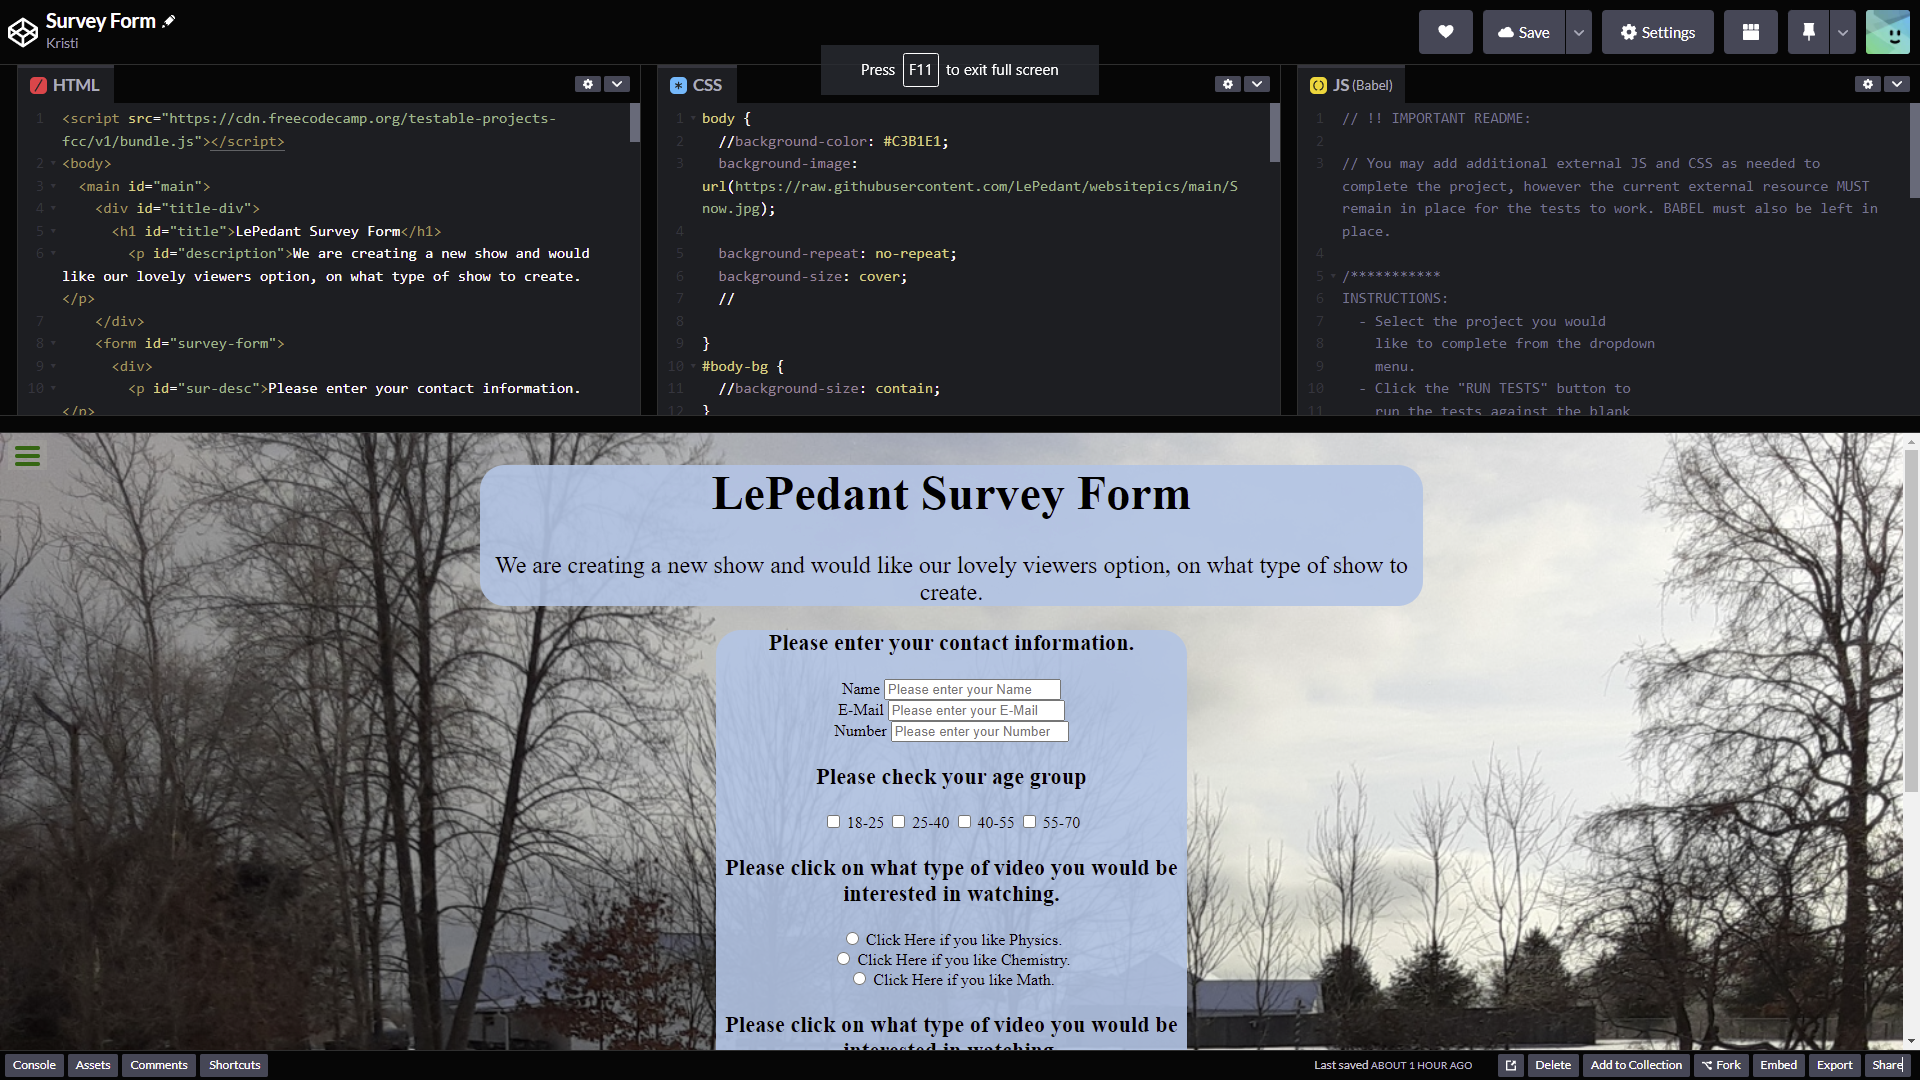 Survey Form
Kristi
Save
Settings
Press F11 to exit full screen
HTML
1 <script src="https://cdn.freecodecamp.org/testable-projects-
fcc/v1/bundle.js"></script>
2 <body>
3 <main id="main">
4 <div id="title-div">
5 <h1 id="title">LePedant Survey Form</h1>
6 <p id="description">We are creating a new show and would
like our lovely viewers option, on what type of show to create.
</p>
7 </div>
8 <form id="survey-form">
9 <div>
10 <p id="sur-desc">Please enter your contact information.
</p>
CSS
1 body {
2 //background-color: #C3B1E1;
3 background-image:
url(https://raw.githubusercontent.com/LePedant/websitepics/main/S
now.jpg);
4
5 background-repeat: no-repeat;
6 background-size: cover;
7 //
8
9 }
10 #body-bg {
11 //background-size: contain;
12 }
JS (Babel)
1 // !! IMPORTANT README:
2
3 // You may add additional external JS and CSS as needed to
complete the project, however the current external resource MUST
remain in place for the tests to work. BABEL must also be left in
place.
4
5 /***********
6 INSTRUCTIONS:
7 - Select the project you would
8 like to complete from the dropdown
9 menu.
10 - Click the "RUN TESTS" button to
11 run the tests against the blank
LePedant Survey Form
We are creating a new show and would like our lovely viewers option, on what type of show to
create.
Please enter your contact information.
Name Please enter your Name
E-Mail Please enter your E-Mail
Number Please enter your Number
Please check your age group
18-25 25-40 40-55 55-70
Please click on what type of video you would be
interested in watching.
Click Here if you like Physics.
Click Here if you like Chemistry.
Click Here if you like Math.
Please click on what type of video you would be
interested in watching.
Console Assets Comments Shortcuts
Last saved ABOUT 1 HOUR AGO
Delete Add to Collection Fork Embed Export Share